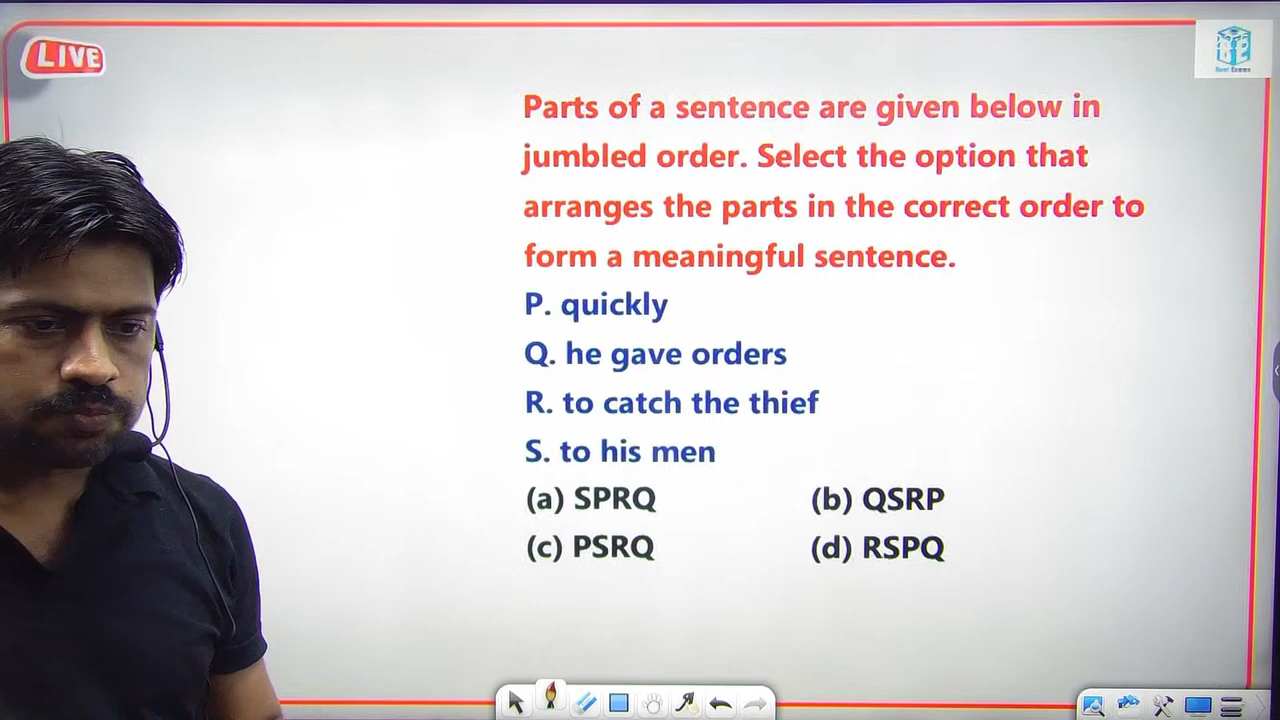 LIVE
Parts of a sentence are given below in
jumbled order. Select the option that
arranges the parts in the correct order to
form a meaningful sentence.
P. quickly
Q. he gave orders
R. to catch the thief
S. to his men
(a) SPRQ (b) QSRP
(c) PSRQ (d) RSPQ